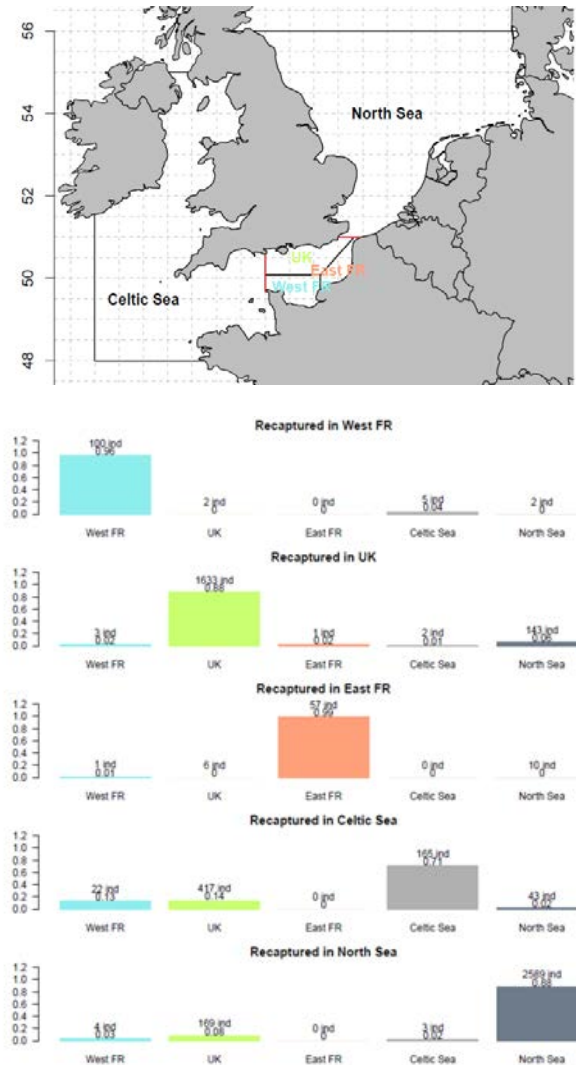 56
North Sea
54
52
UK
East FR
50
West FR
Celtic Sea
48
Recaptured in West FR
1.2
1.0
0.8
0.6
0.4
0.2
0.0
100 ind
0.96
2 ind
0
0 ind
0
5 ind
0.04
2 ind
0
West FR UK East FR Celtic Sea North Sea
Recaptured in UK
1.2
1.0
0.8
0.6
0.4
0.2
0.0
3 ind
0.02
1633 ind
0.88
1 ind
0.02
2 ind
0.01
143 ind
0.06
West FR UK East FR Celtic Sea North Sea
Recaptured in East FR
1.2
1.0
0.8
0.6
0.4
0.2
0.0
1 ind
0.01
6 ind
0
57 ind
0.99
0 ind
0
10 ind
0
West FR UK East FR Celtic Sea North Sea
Recaptured in Celtic Sea
1.2
1.0
0.8
0.6
0.4
0.2
0.0
22 ind
0.13
417 ind
0.14
0 ind
0
165 ind
0.71
43 ind
0.02
West FR UK East FR Celtic Sea North Sea
Recaptured in North Sea
1.2
1.0
0.8
0.6
0.4
0.2
0.0
4 ind
0.03
169 ind
0.08
0 ind
0
3 ind
0.02
2589 ind
0.88
West FR UK East FR Celtic Sea North Sea